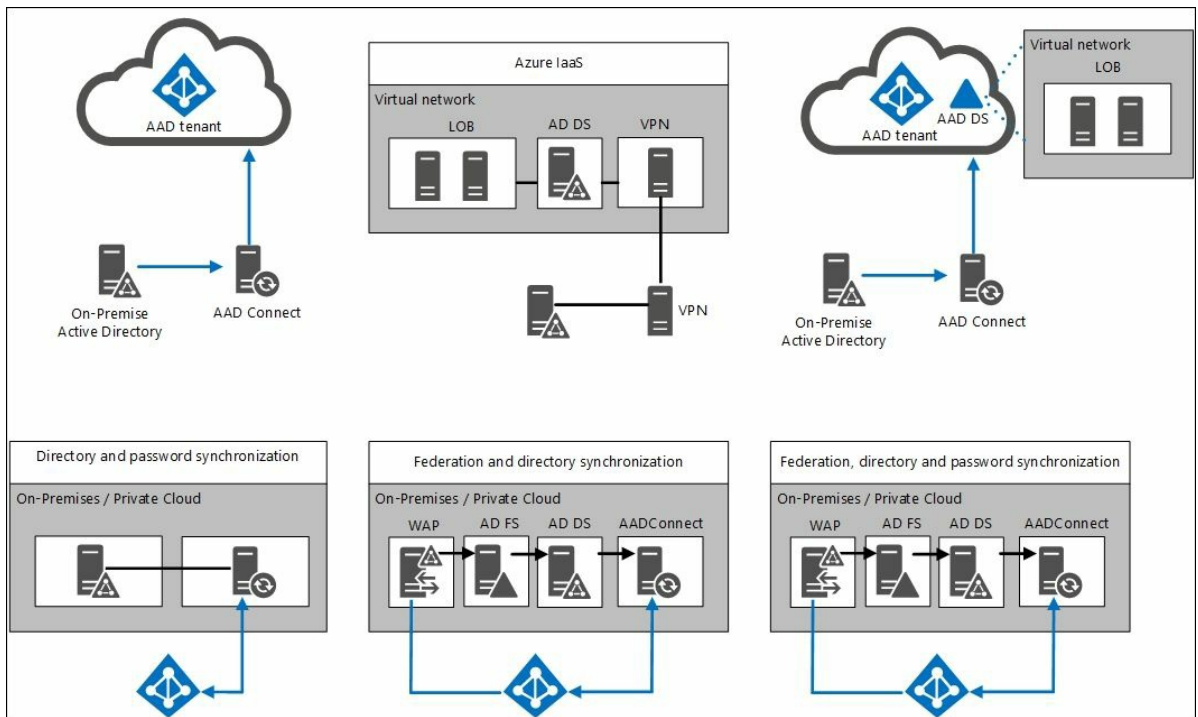 AAD tenant
On-Premise
Active Directory
AAD Connect
Azure IaaS
Virtual network
LOB
AD DS
VPN
VPN
AAD tenant
AAD DS
Virtual network
LOB
On-Premise
Active Directory
AAD Connect
Directory and password synchronization
On-Premises / Private Cloud
Federation and directory synchronization
On-Premises / Private Cloud
WAP
AD FS
AD DS
AADConnect
Federation, directory and password synchronization
On-Premises / Private Cloud
WAP
AD FS
AD DS
AADConnect